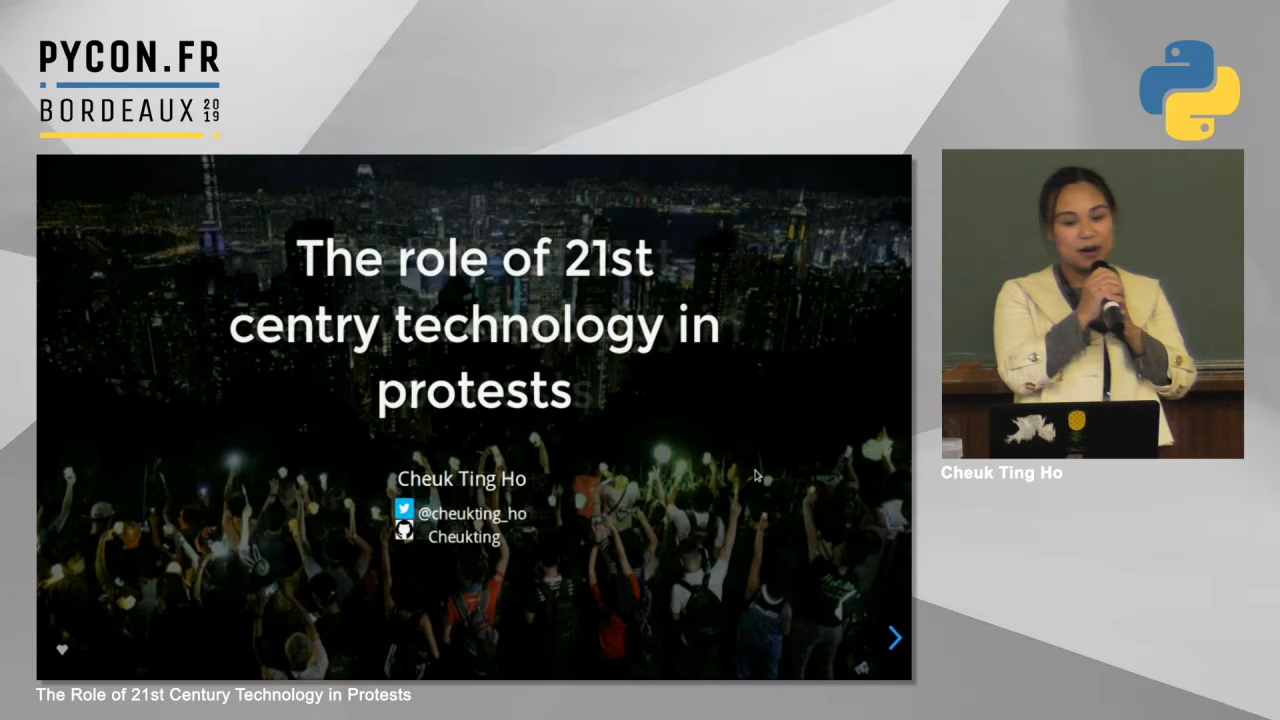 PYCON.FR
BORDEAUX 2019
The role of 21st
centry technology in
protests
Cheuk Ting Ho
@cheukting_ho
Cheukting
Cheuk Ting Ho
The Role of 21st Century Technology in Protests